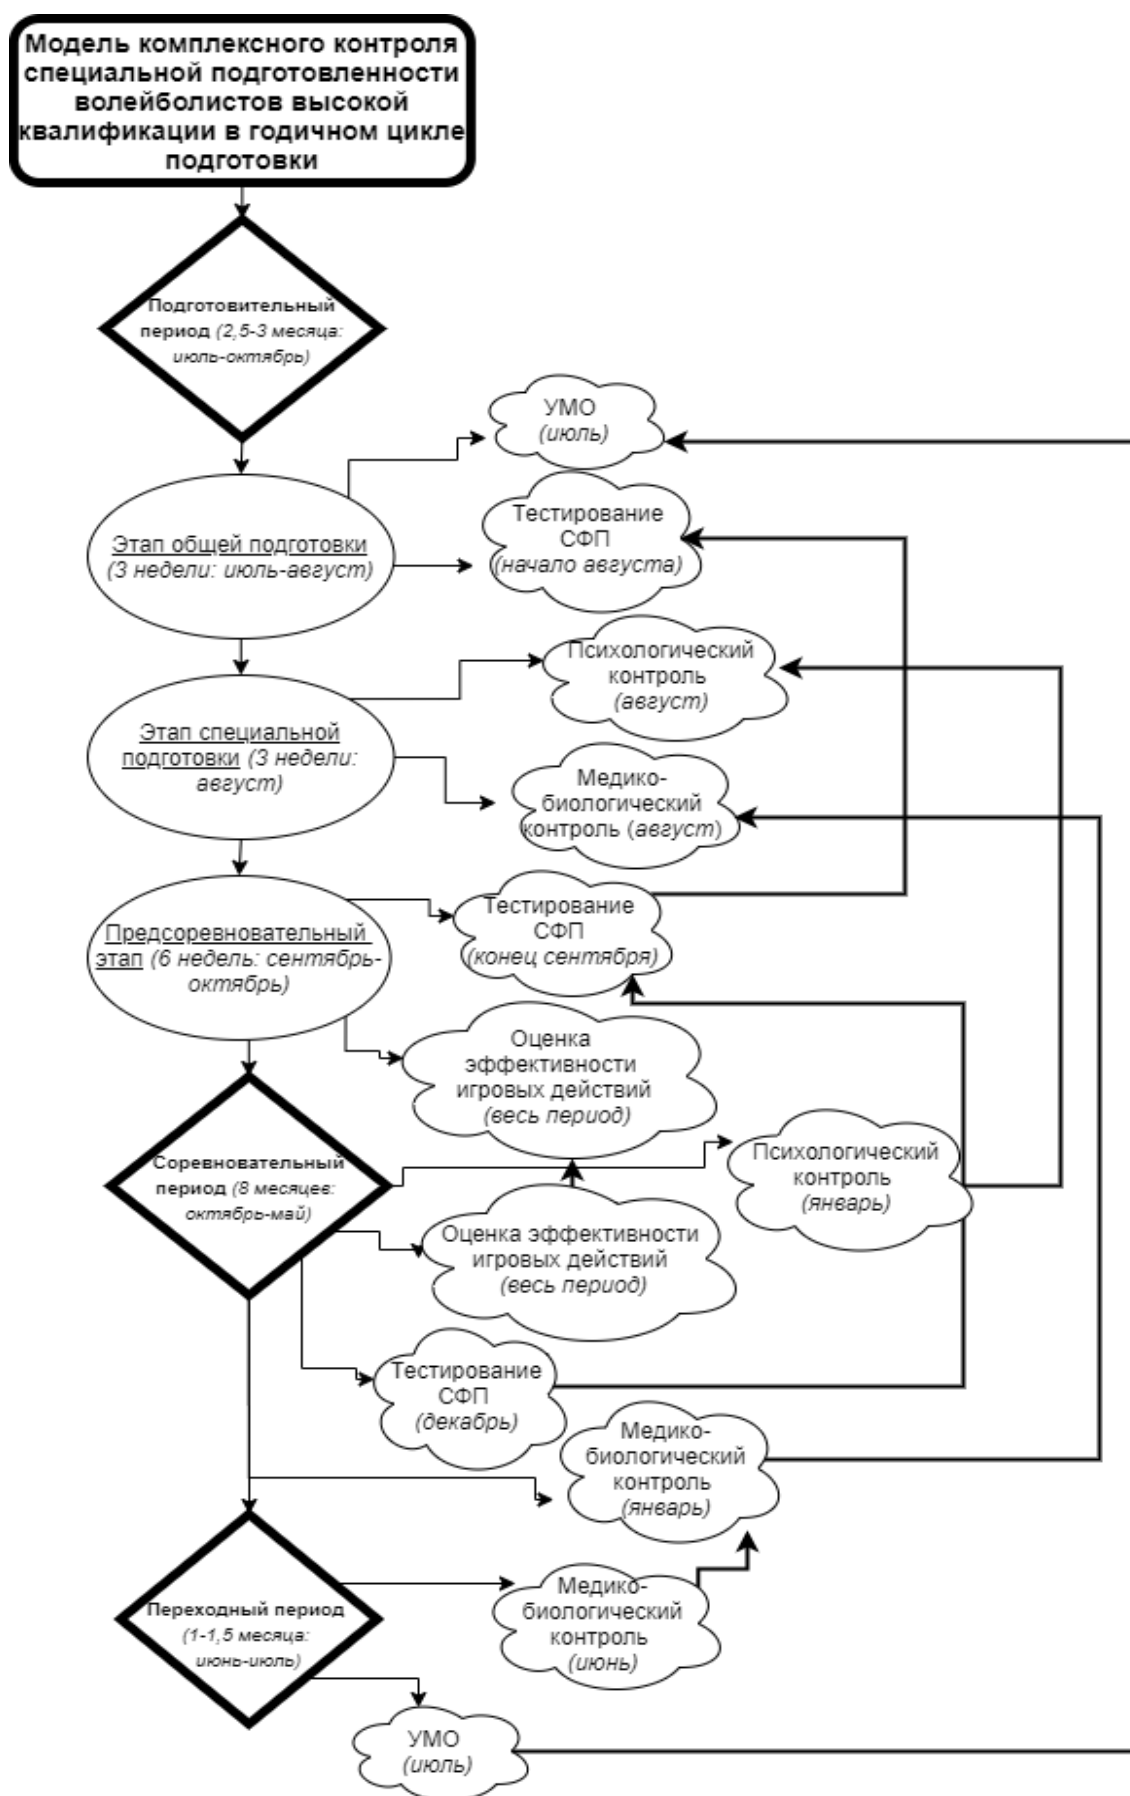 Модель комплексного контроля
специальной подготовленности
волейболистов высокой
квалификации в годичном цикле
подготовки
Подготовительный
период (2,5-3 месяца:
июль-октябрь)
УМО
(июль)
Тестирование
СФП
(начало августа)
Этап общей подготовки
(3 недели: июль-август)
Психологический
контроль
(август)
Этап специальной
подготовки (3 недели:
август)
Медико-
биологический
контроль (август)
Тестирование
СФП
(конец сентября)
Предсоревновательный
этап (6 недель: сентябрь-
октябрь)
Оценка
эффективности
игровых действий
(весь период)
Соревновательный
период (8 месяцев:
октябрь-май)
Психологический
контроль
(январь)
Оценка эффективности
игровых действий
(весь период)
Тестирование
СФП
(декабрь)
Медико-
биологический
контроль
(январь)
Переходный период
(1-1,5 месяца:
июнь-июль)
Медико-
биологический
контроль
(июнь)
УМО
(июль)